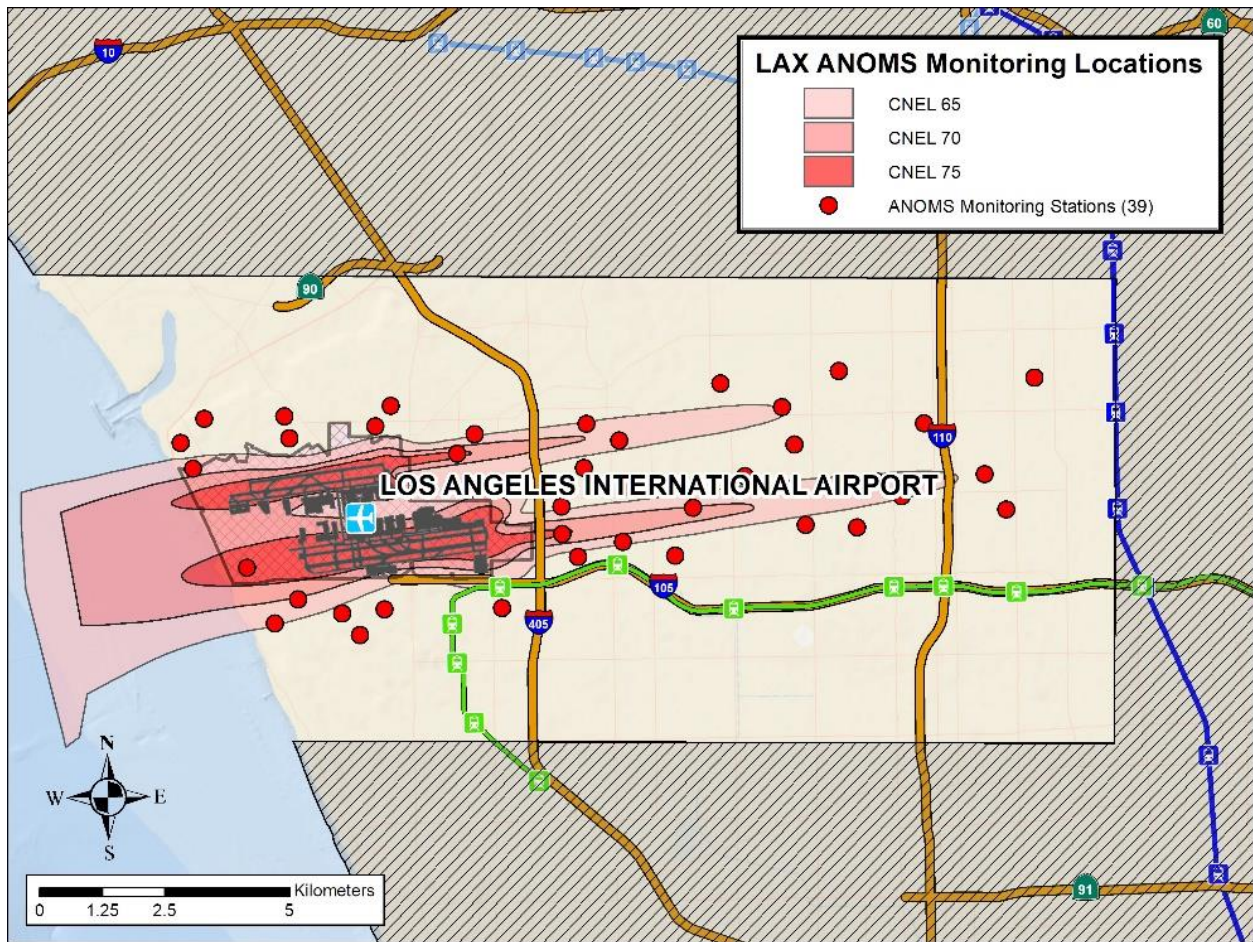 10
60
LAX ANOMS Monitoring Locations
CNEL 65
CNEL 70
CNEL 75
ANOMS Monitoring Stations (39)
90
110
LOS ANGELES INTERNATIONAL AIRPORT
105
405
N
W E
S
Kilometers
0 1.25 2.5 5
91